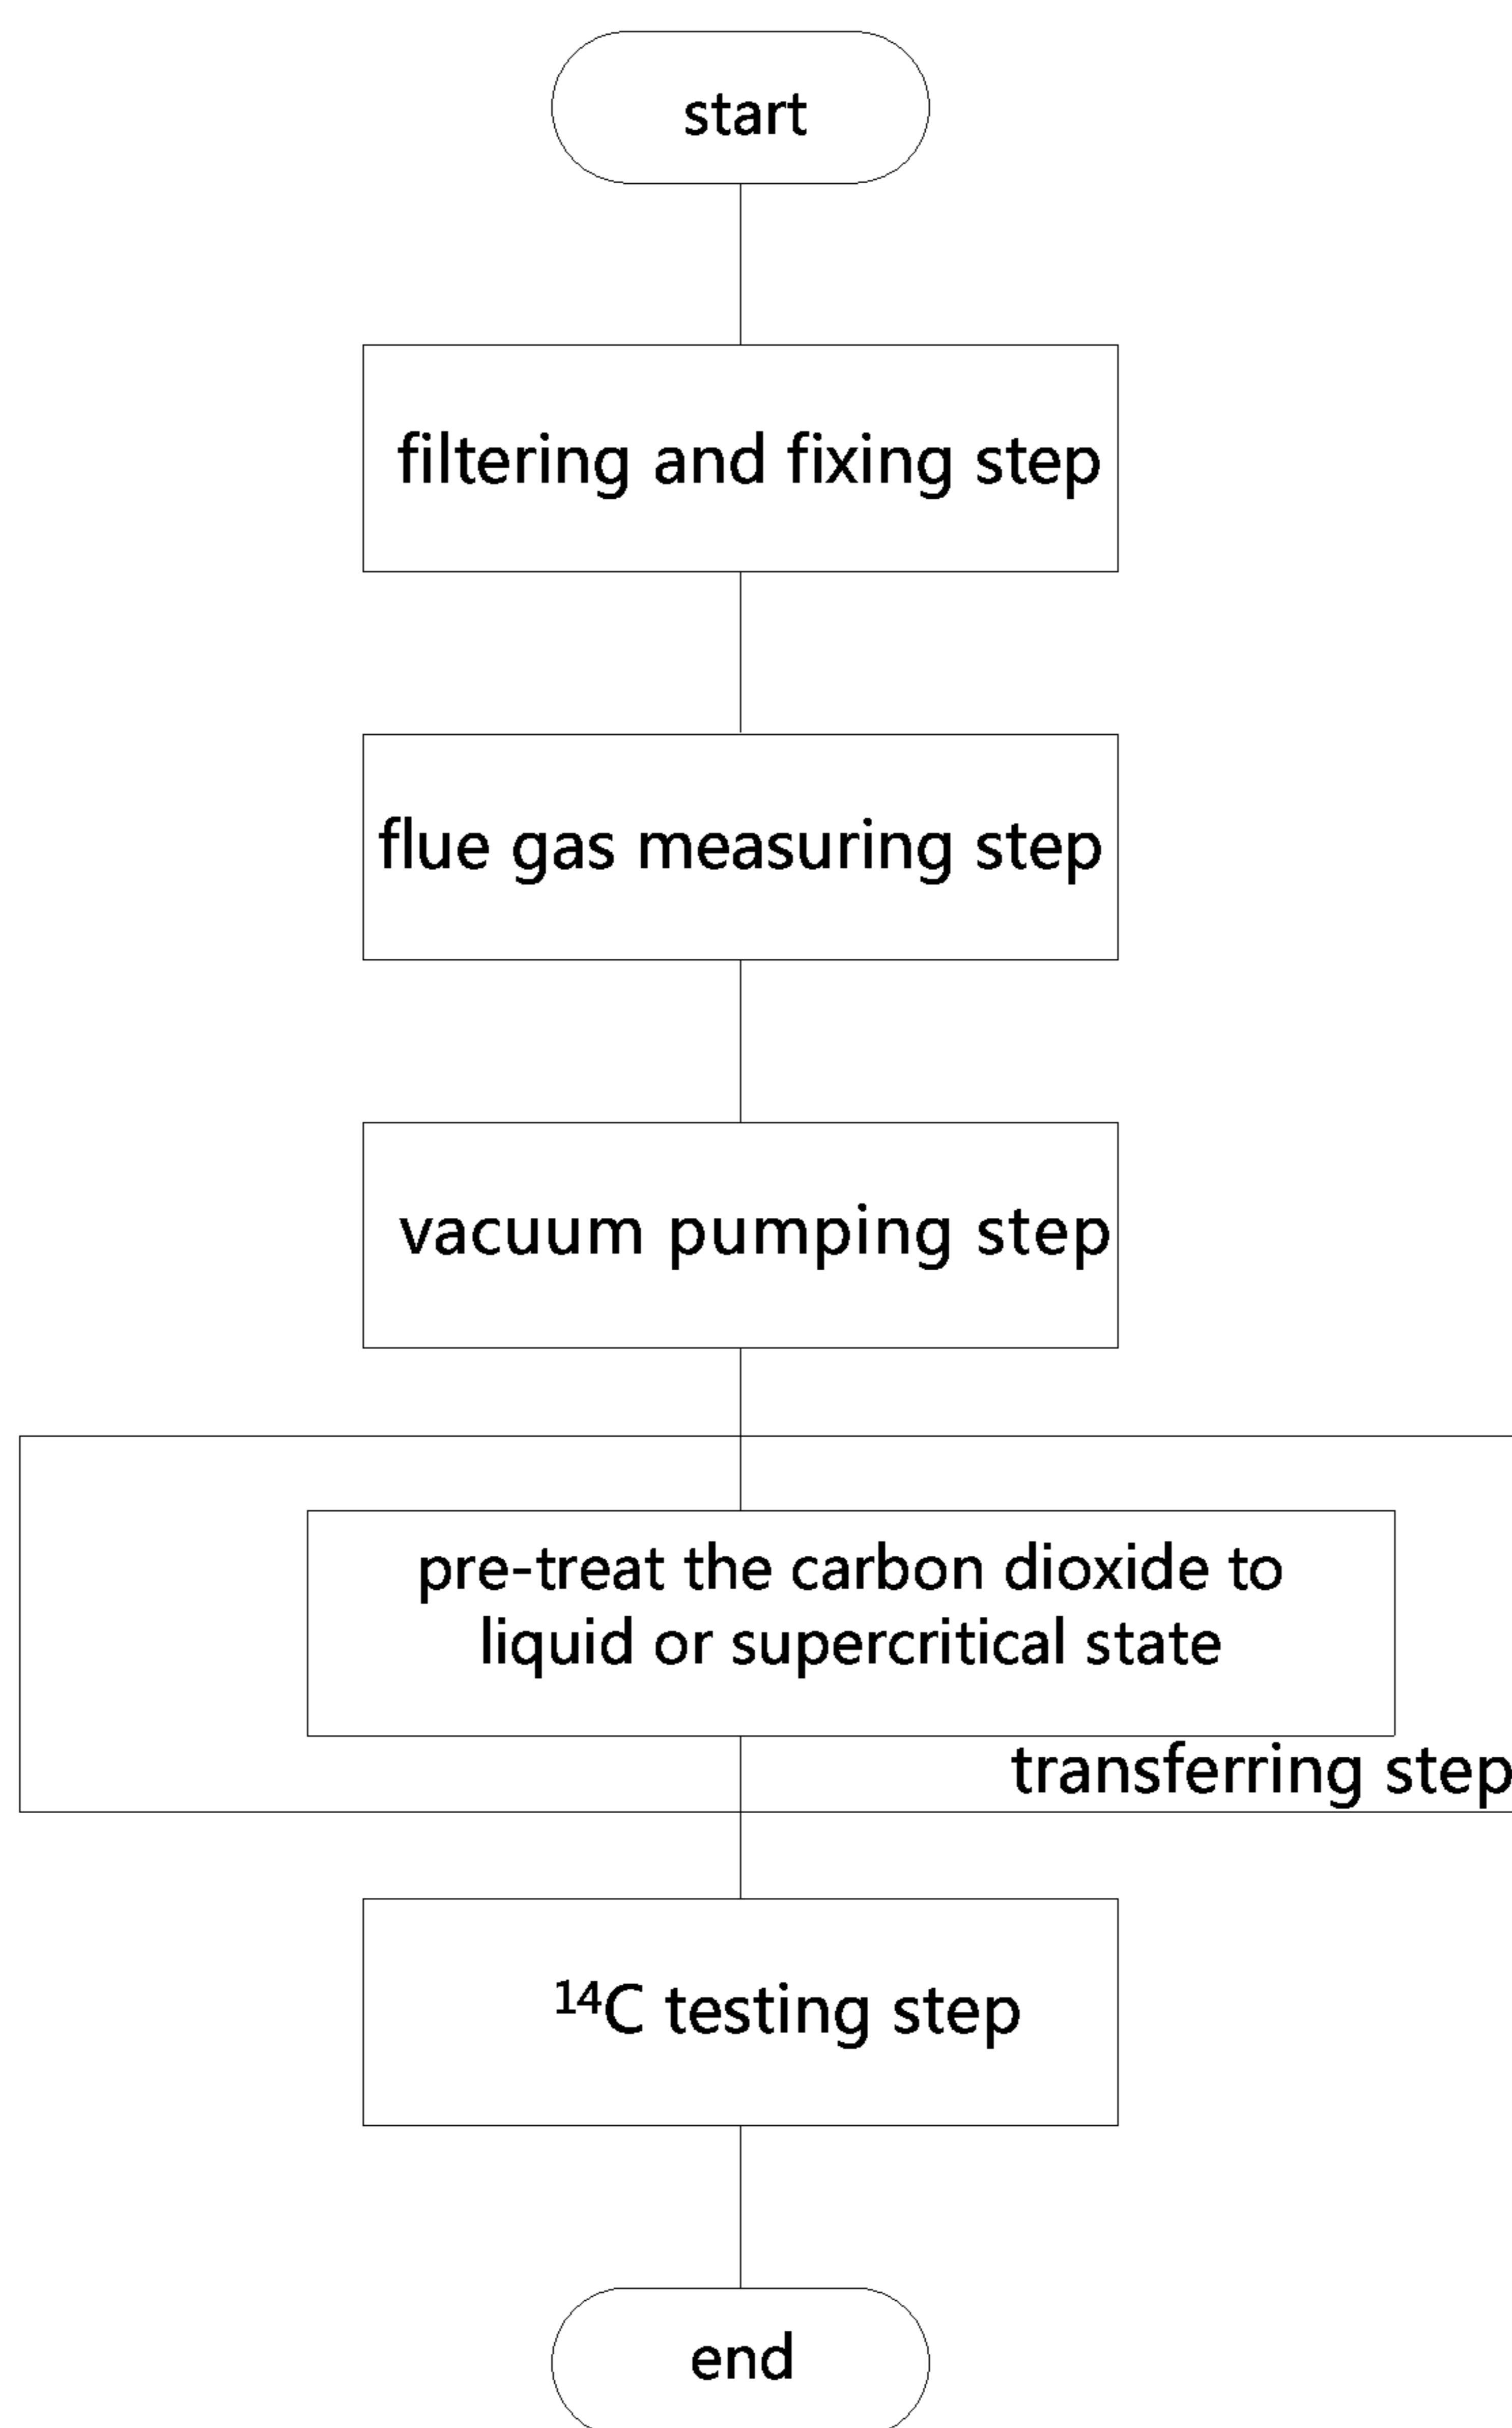 start
filtering and fixing step
flue gas measuring step
vacuum pumping step
pre-treat the carbon dioxide to
liquid or supercritical state
transferring step
¹⁴C testing step
end